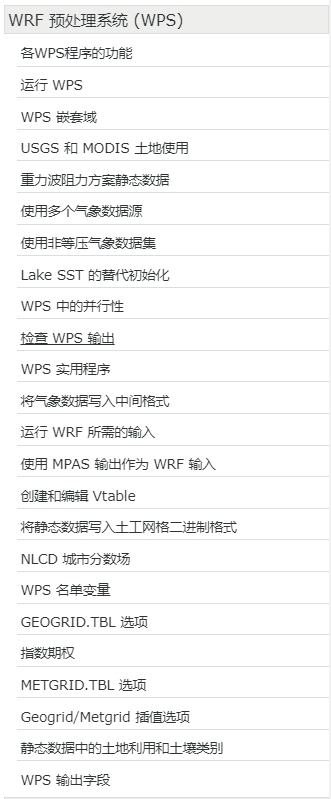 WRF 预处理系统 (WPS)
各WPS程序的功能
运行 WPS
WPS 嵌套域
USGS 和 MODIS 土地使用
重力波阻力方案静态数据
使用多个气象数据源
使用非等压气象数据集
Lake SST 的替代初始化
WPS 中的并行性
检查 WPS 输出
WPS 实用程序
将气象数据写入中间格式
运行 WRF 所需的输入
使用 MPAS 输出作为 WRF 输入
创建和编辑 Vtable
将静态数据写入土工网格二进制格式
NLCD 城市分数场
WPS 名单变量
GEOGRID.TBL 选项
指数期权
METGRID.TBL 选项
Geogrid/Metgrid 插值选项
静态数据中的土地利用和土壤类别
WPS 输出字段